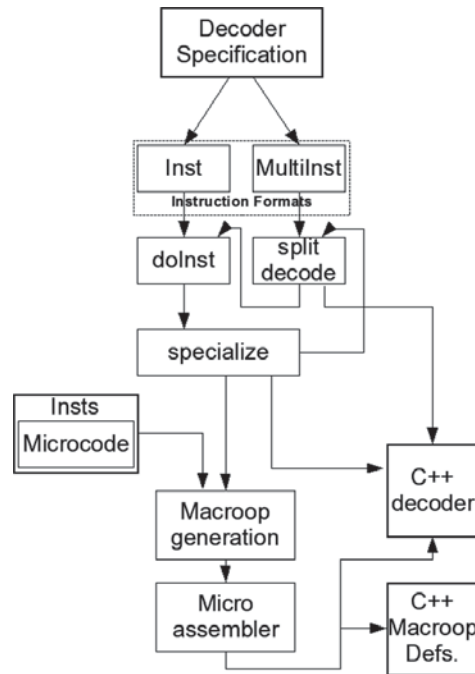 Decoder
Specification
Inst
MultiInst
Instruction Formats
doInst
split
decode
specialize
Insts
Microcode
Macroop
generation
C++
decoder
Micro
assembler
C++
Macroop
Defs.